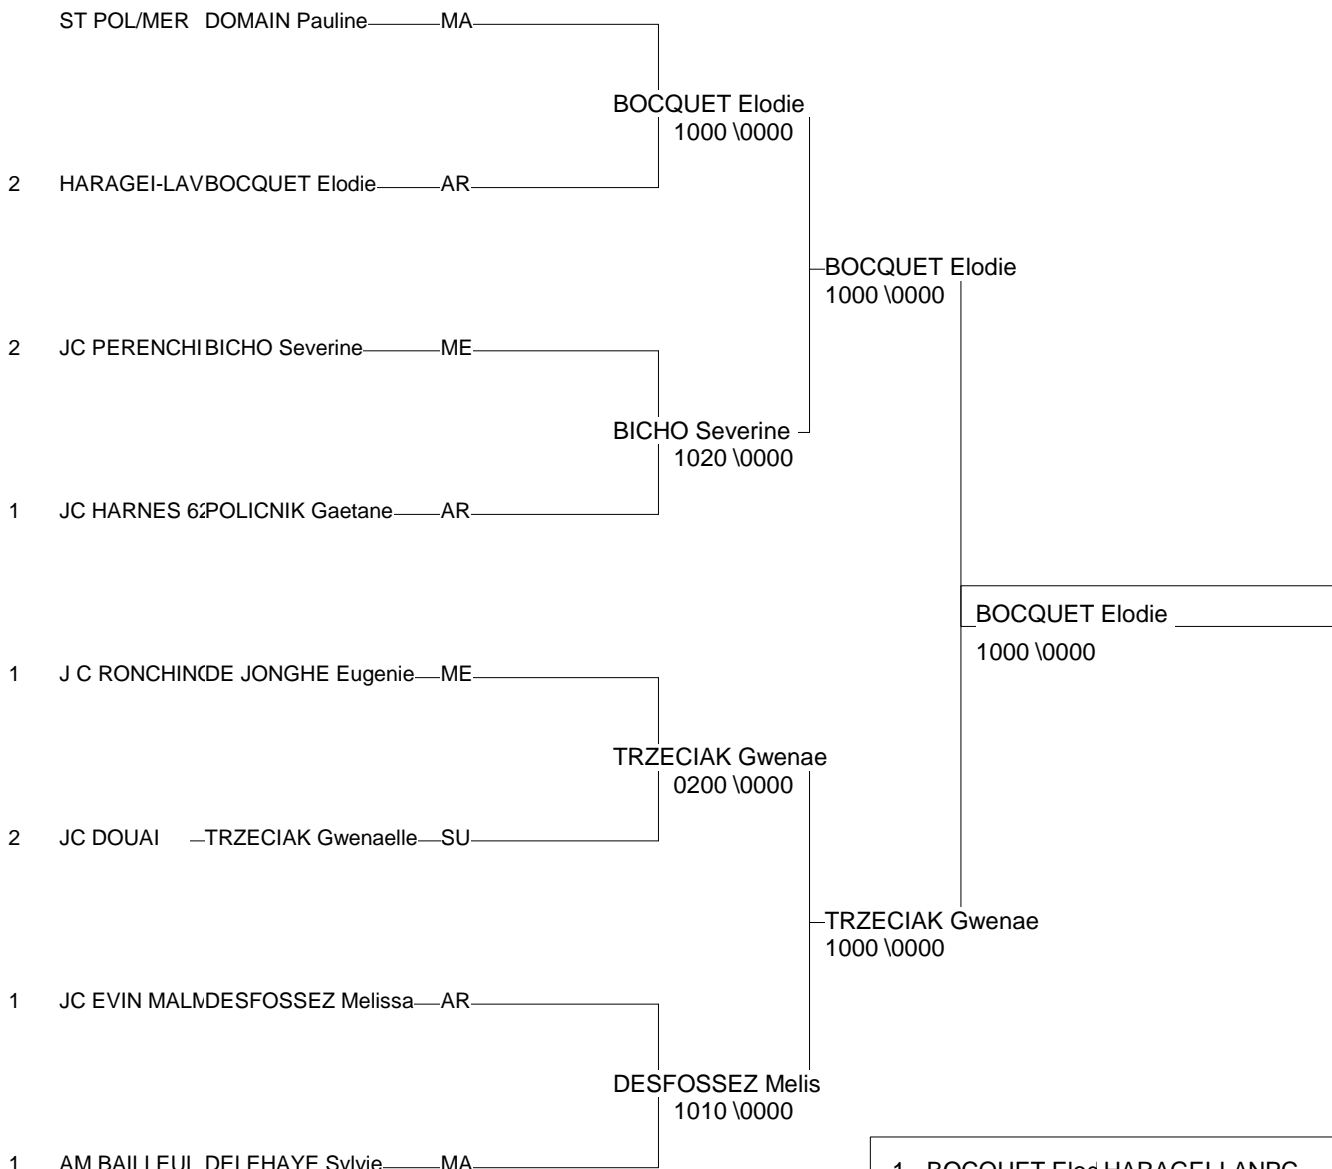 ST POL/MER DOMAIN Pauline MA
BOCQUET Elodie
1000 \0000
2 HARAGEI-LAV BOCQUET Elodie AR
BOCQUET Elodie
1000 \0000
2 JC PERENCHI BICHO Severine ME
BICHO Severine
1020 \0000
1 JC HARNES 62 POLICNIK Gaetane AR
BOCQUET Elodie
1000 \0000
1 J C RONCHIN DE JONGHE Eugenie ME
TRZECIAK Gwenae
0200 \0000
2 JC DOUAI TRZECIAK Gwenaelle SU
TRZECIAK Gwenae
1000 \0000
1 JC EVIN MALM DESFOSSEZ Melissa AR
DESFOSSEZ Melis
1010 \0000
1 AM BAILLEUL DELEHAYE Sylvie MA
1 BOCQUET Elod